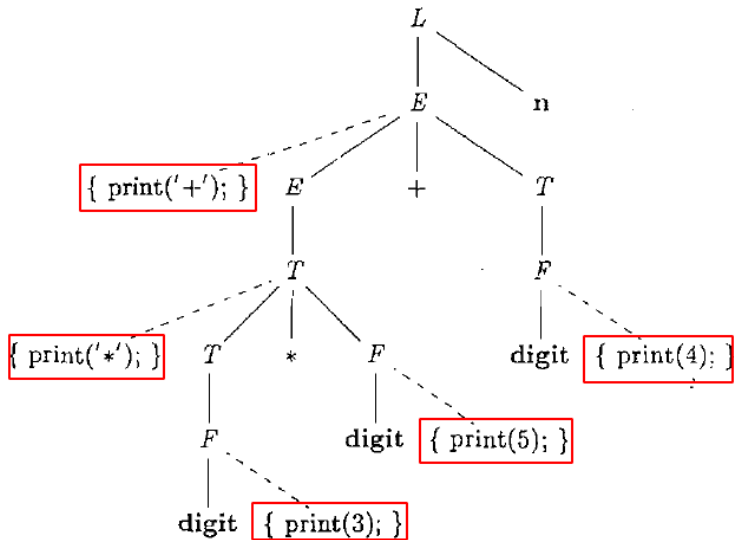 L
E n
{ print('+'); } E + T
T F
{ print('*'); } T * F digit { print(4); }
F digit { print(5); }
digit { print(3); }